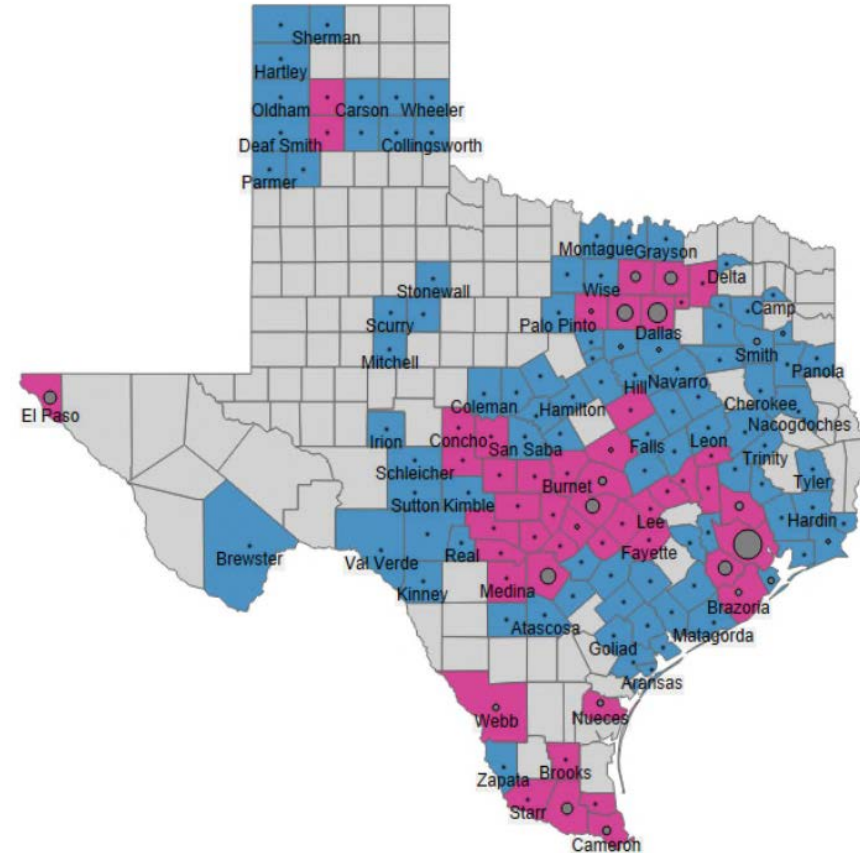 Sherman
Hartley
Oldham
Carson
Wheeler
Deaf Smith
Collingsworth
Parmer
Montague
Grayson
Stonewall
Wise
Delta
Scurry
Palo Pinto
Dallas
Camp
Mitchell
Smith
Panola
El Paso
Coleman
Hamilton
Hill
Navarro
Cherokee
Nacogdoches
Irion
Concho
San Saba
Falls
Leon
Trinity
Schleicher
Burnet
Tyler
Sutton
Kimble
Lee
Hardin
Brewster
Val Verde
Real
Fayette
Kinney
Medina
Brazoria
Atascosa
Goliad
Matagorda
Aransas
Webb
Nueces
Zapata
Brooks
Starr
Cameron